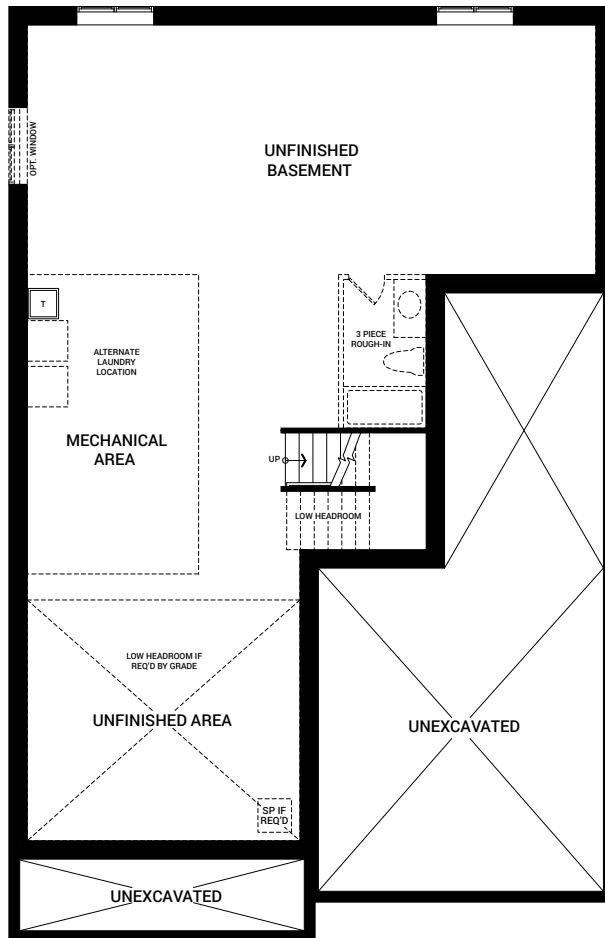 OPT. WINDOW
UNFINISHED
BASEMENT
T
3 PIECE
ROUGH-IN
ALTERNATE
LAUNDRY
LOCATION
MECHANICAL
AREA
UP
LOW HEADROOM
LOW HEADROOM IF
REQ'D BY GRADE
UNFINISHED AREA
UNEXCAVATED
SP IF
REQ'D
UNEXCAVATED